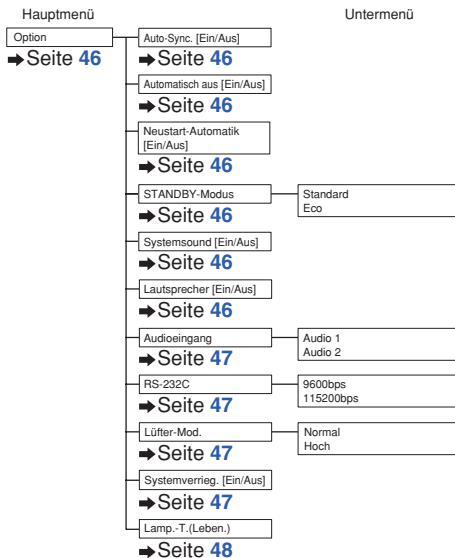 Hauptmenü
Untermenü
Option
➡Seite 46
Auto-Sync. [Ein/Aus]
➡Seite 46
Automatisch aus [Ein/Aus]
➡Seite 46
Neustart-Automatik
[Ein/Aus]
➡Seite 46
STANDBY-Modus
Standard
Eco
➡Seite 46
Systemsound [Ein/Aus]
➡Seite 46
Lautsprecher [Ein/Aus]
➡Seite 46
Audioeingang
Audio 1
Audio 2
➡Seite 47
RS-232C
9600bps
115200bps
➡Seite 47
Lüfter-Mod.
Normal
Hoch
➡Seite 47
Systemverrieg. [Ein/Aus]
➡Seite 47
Lamp.-T.(Leben.)
➡Seite 48